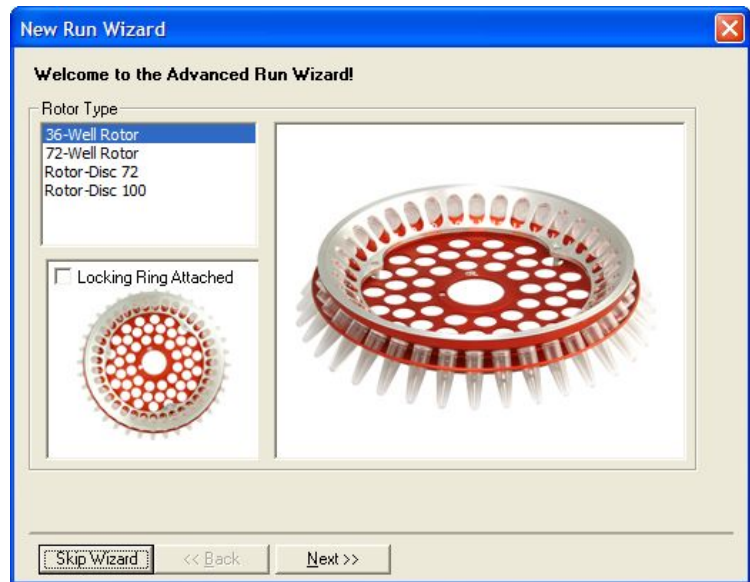 New Run Wizard
Welcome to the Advanced Run Wizard!
Rotor Type
36-Well Rotor
72-Well Rotor
Rotor-Disc 72
Rotor-Disc 100
Locking Ring Attached
Skip Wizard
<< Back
Next >>